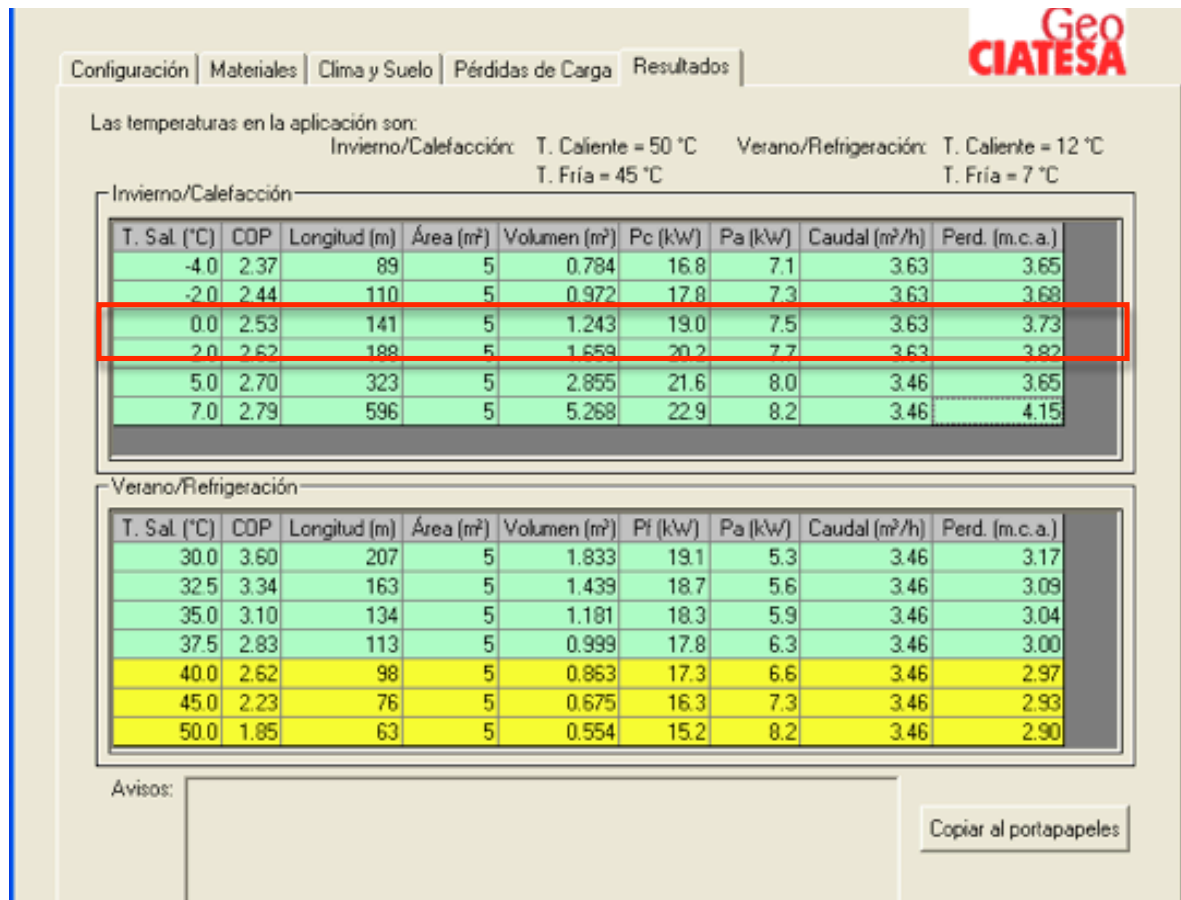 Geo
CIATESA
Configuración Materiales Clima y Suelo Pérdidas de Carga Resultados
Las temperaturas en la aplicación son:
Invierno/Calefacción: T. Caliente = 50 °C Verano/Refrigeración: T. Caliente = 12 °C
T. Fría = 45 °C T. Fría = 7 °C
Invierno/Calefacción
T. Sal. (°C) COP Longitud (m) Área (m²) Volumen (m³) Pc (kW) Pa (kW) Caudal (m³/h) Perd. (m.c.a.)
-4.0 2.37 89 5 0.784 16.8 7.1 3.63 3.65
-2.0 2.44 110 5 0.972 17.8 7.3 3.63 3.68
0.0 2.53 141 5 1.243 19.0 7.5 3.63 3.73
2.0 2.62 188 5 1.659 20.2 7.7 3.63 3.82
5.0 2.70 323 5 2.855 21.6 8.0 3.46 3.65
7.0 2.79 596 5 5.268 22.9 8.2 3.46 4.15
Verano/Refrigeración
T. Sal. (°C) COP Longitud (m) Área (m²) Volumen (m³) Pf (kW) Pa (kW) Caudal (m³/h) Perd. (m.c.a.)
30.0 3.60 207 5 1.833 19.1 5.3 3.46 3.17
32.5 3.34 163 5 1.439 18.7 5.6 3.46 3.09
35.0 3.10 134 5 1.181 18.3 5.9 3.46 3.04
37.5 2.83 113 5 0.999 17.8 6.3 3.46 3.00
40.0 2.62 98 5 0.863 17.3 6.6 3.46 2.97
45.0 2.23 76 5 0.675 16.3 7.3 3.46 2.93
50.0 1.85 63 5 0.554 15.2 8.2 3.46 2.90
Avisos:
Copiar al portapapeles